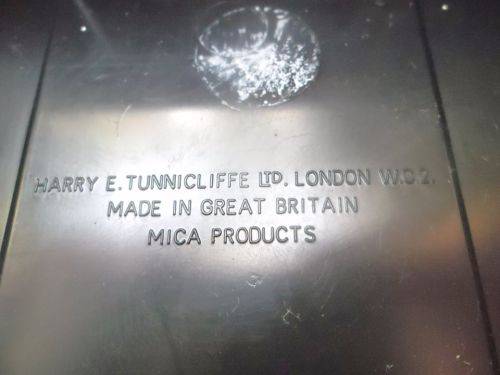 HARRY E. TUNNICLIFFE LTD. LONDON W.C.2.
MADE IN GREAT BRITAIN
MICA PRODUCTS